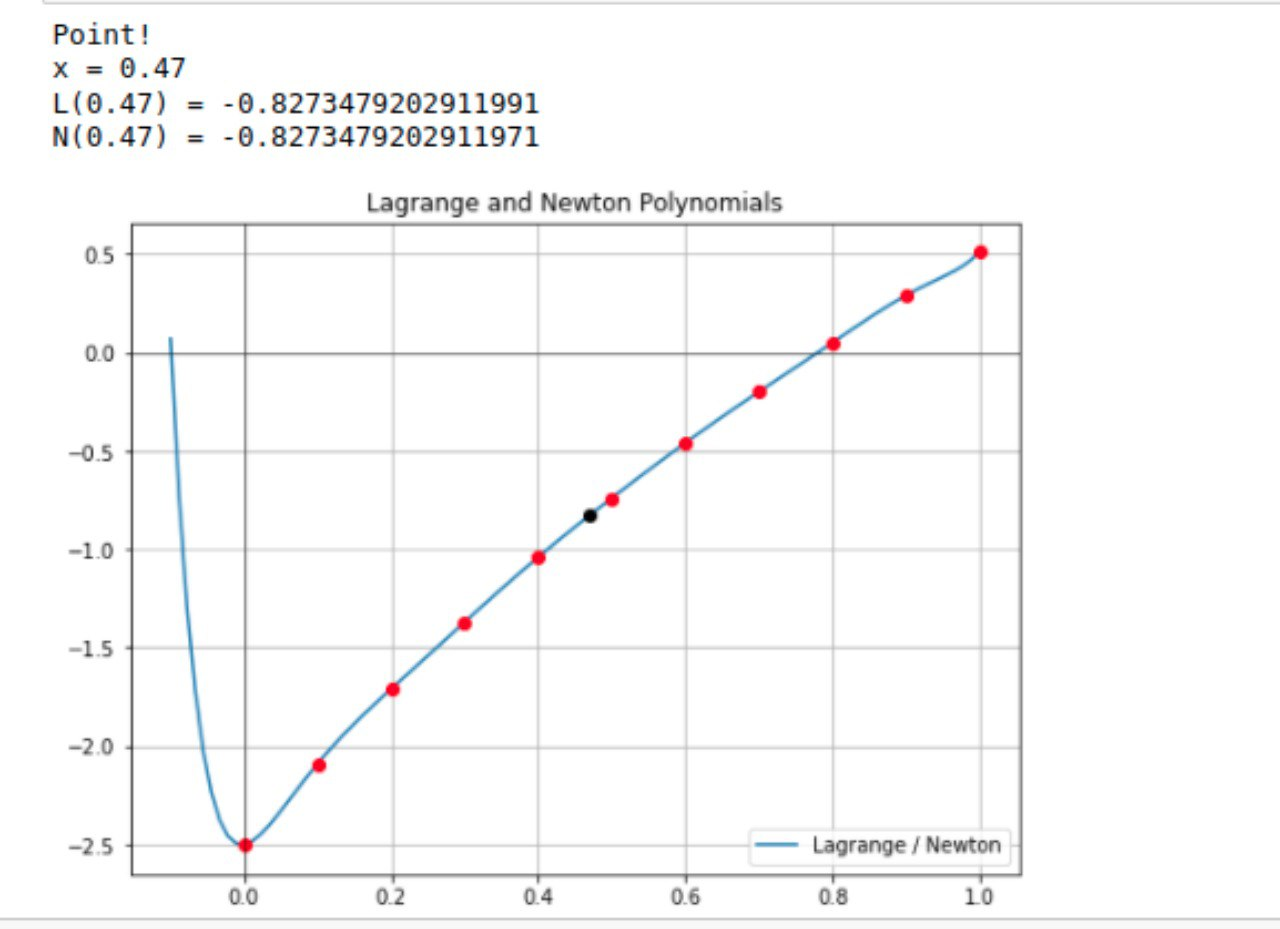 Point!
x = 0.47
L(0.47) = -0.8273479202911991
N(0.47) = -0.8273479202911971
Lagrange and Newton Polynomials
0.5
0.0
−0.5
−1.0
−1.5
−2.0
−2.5
Lagrange / Newton
0.0 0.2 0.4 0.6 0.8 1.0